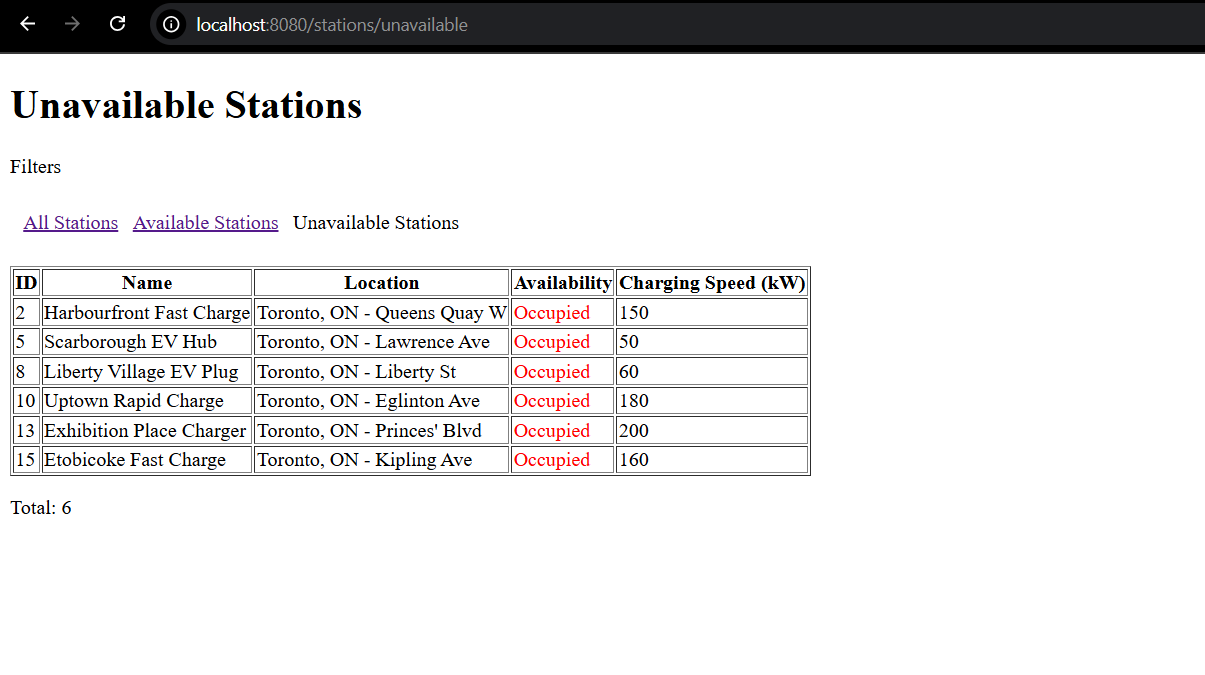 localhost:8080/stations/unavailable
Unavailable Stations
Filters
All Stations Available Stations Unavailable Stations
ID Name Location Availability Charging Speed (kW)
2 Harbourfront Fast Charge Toronto, ON - Queens Quay W Occupied 150
5 Scarborough EV Hub Toronto, ON - Lawrence Ave Occupied 50
8 Liberty Village EV Plug Toronto, ON - Liberty St Occupied 60
10 Uptown Rapid Charge Toronto, ON - Eglinton Ave Occupied 180
13 Exhibition Place Charger Toronto, ON - Princes' Blvd Occupied 200
15 Etobicoke Fast Charge Toronto, ON - Kipling Ave Occupied 160
Total: 6